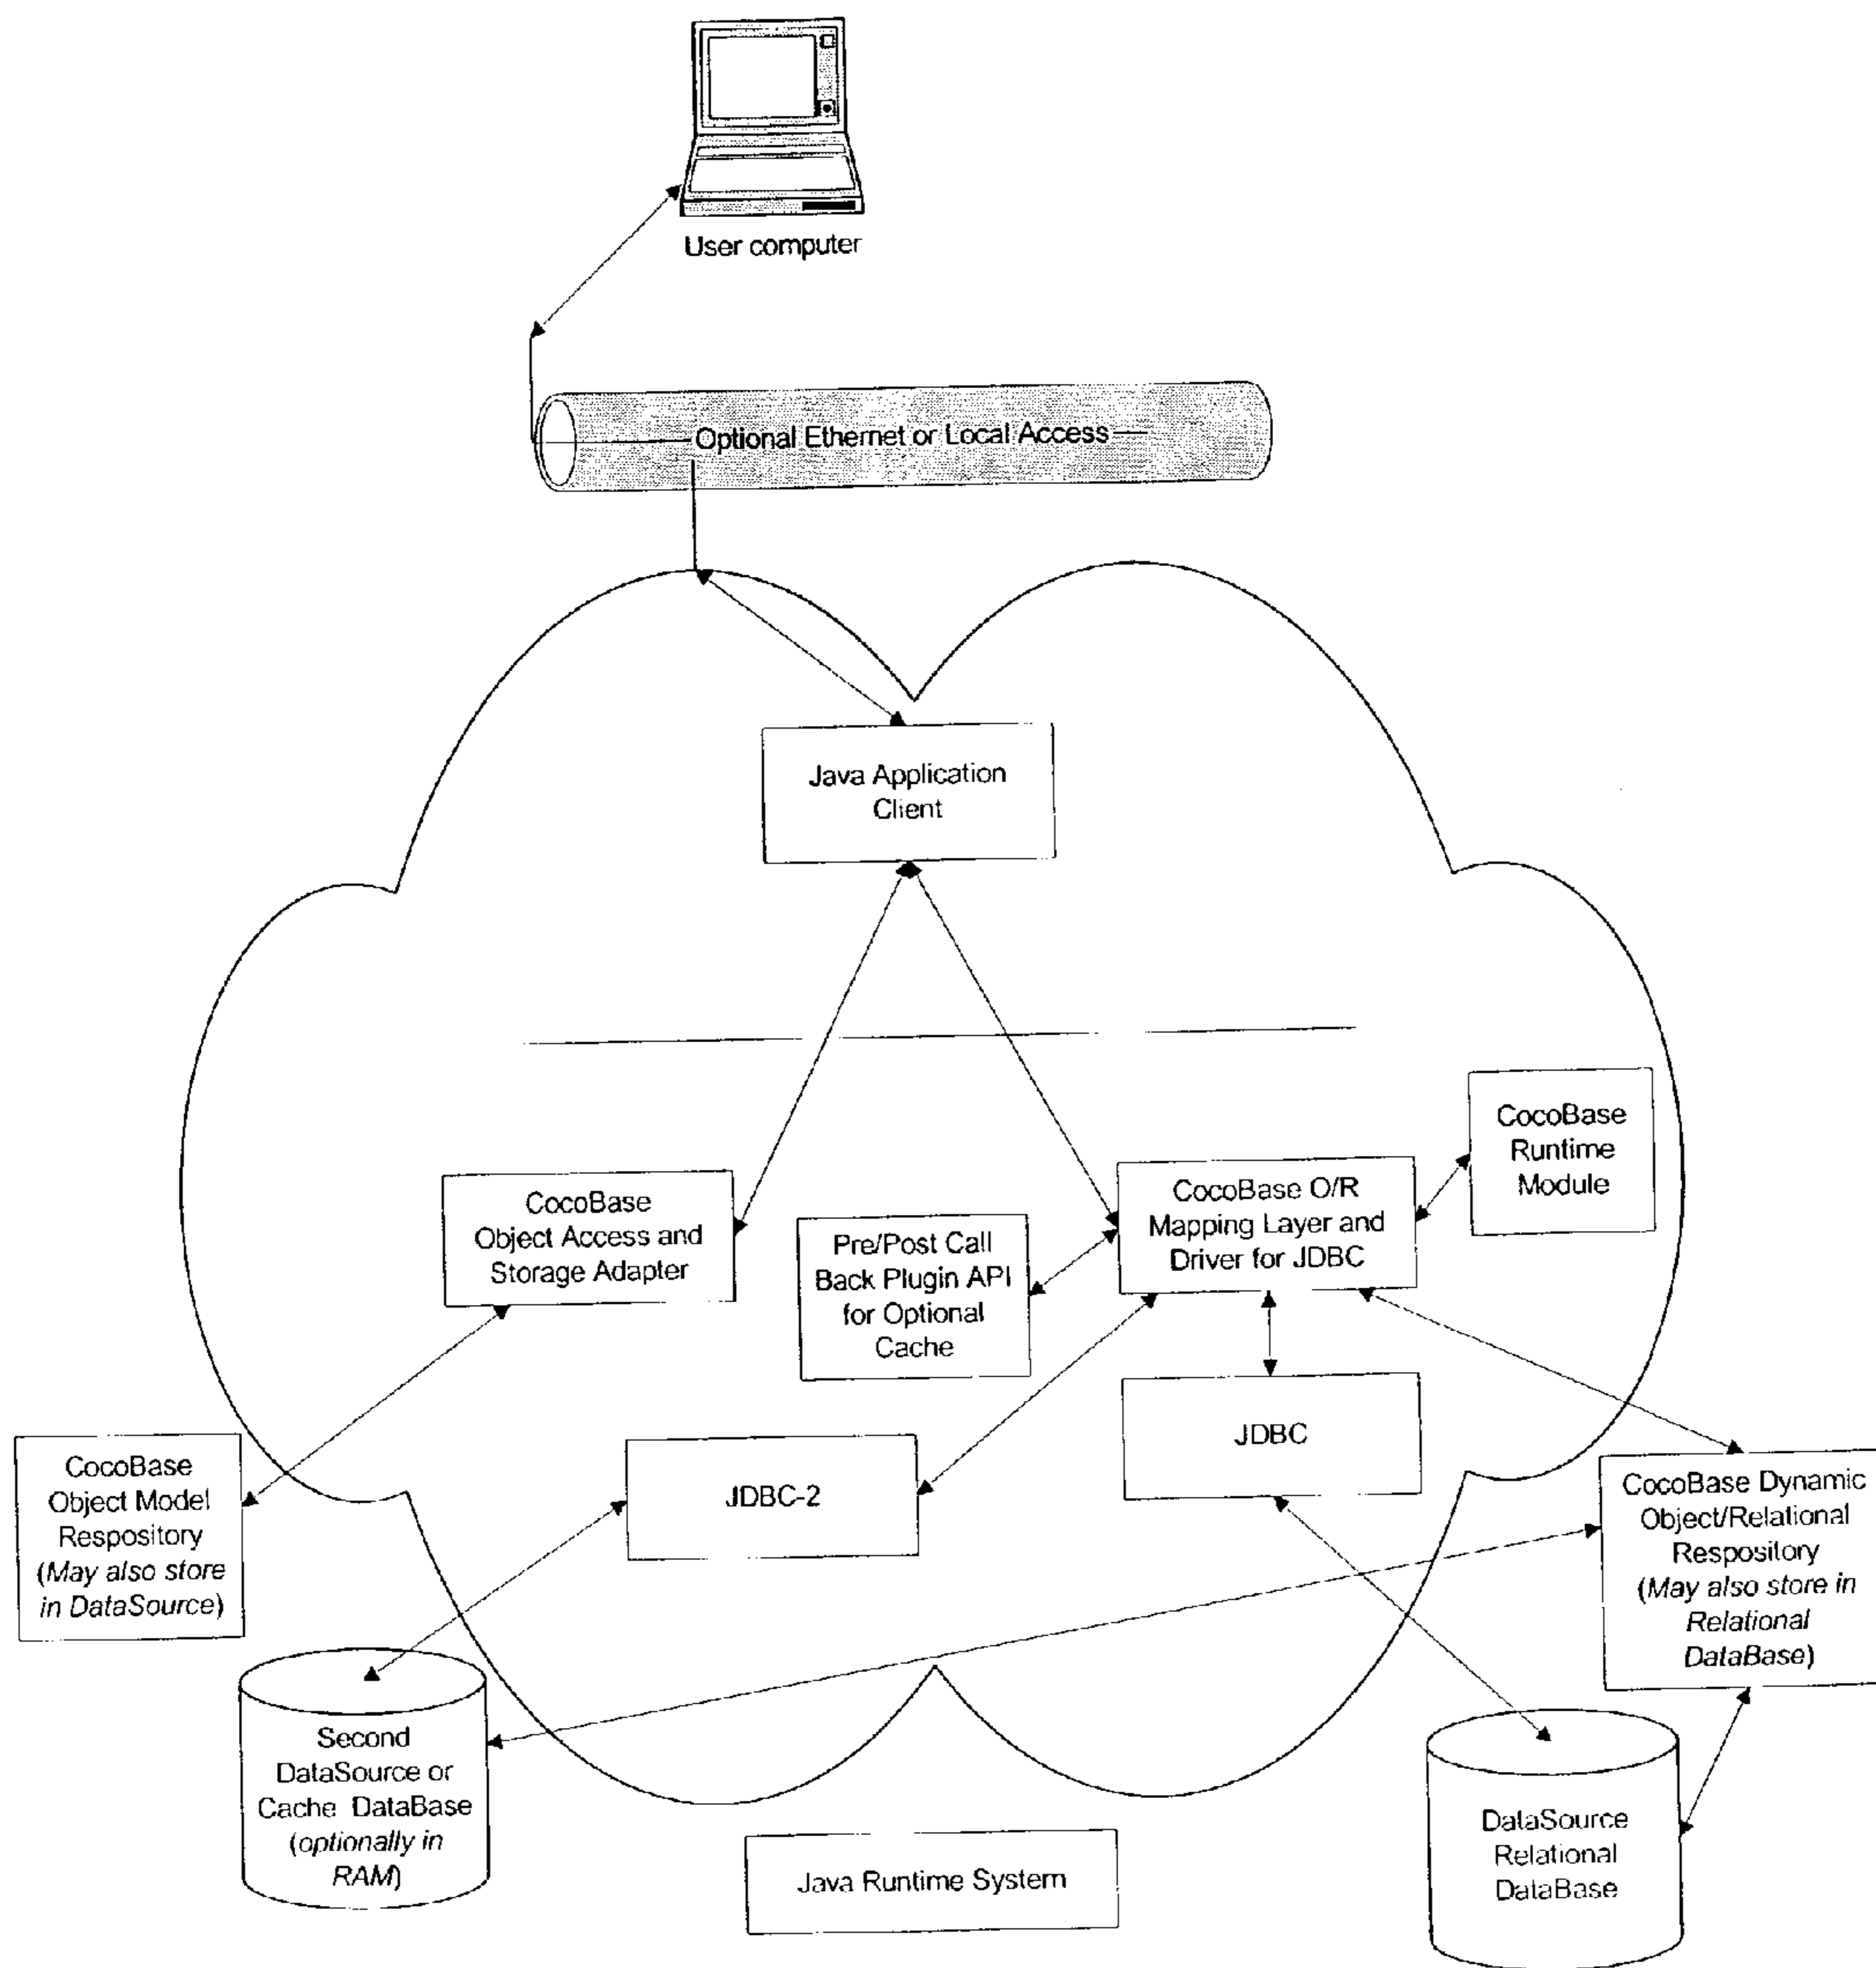 User computer
Optional Ethernet or Local Access
Java Application
Client
CocoBase
Runtime
Module
CocoBase
Object Access and
Storage Adapter
Pre/Post Call
Back Plugin API
for Optional
Cache
CocoBase O/R
Mapping Layer and
Driver for JDBC
JDBC
JDBC-2
CocoBase
Object Model
Respository
(May also store
in DataSource)
CocoBase Dynamic
Object/Relational
Respository
(May also store in
Relational
DataBase)
Second
DataSource or
Cache DataBase
(optionally in
RAM)
Java Runtime System
DataSource
Relational
DataBase